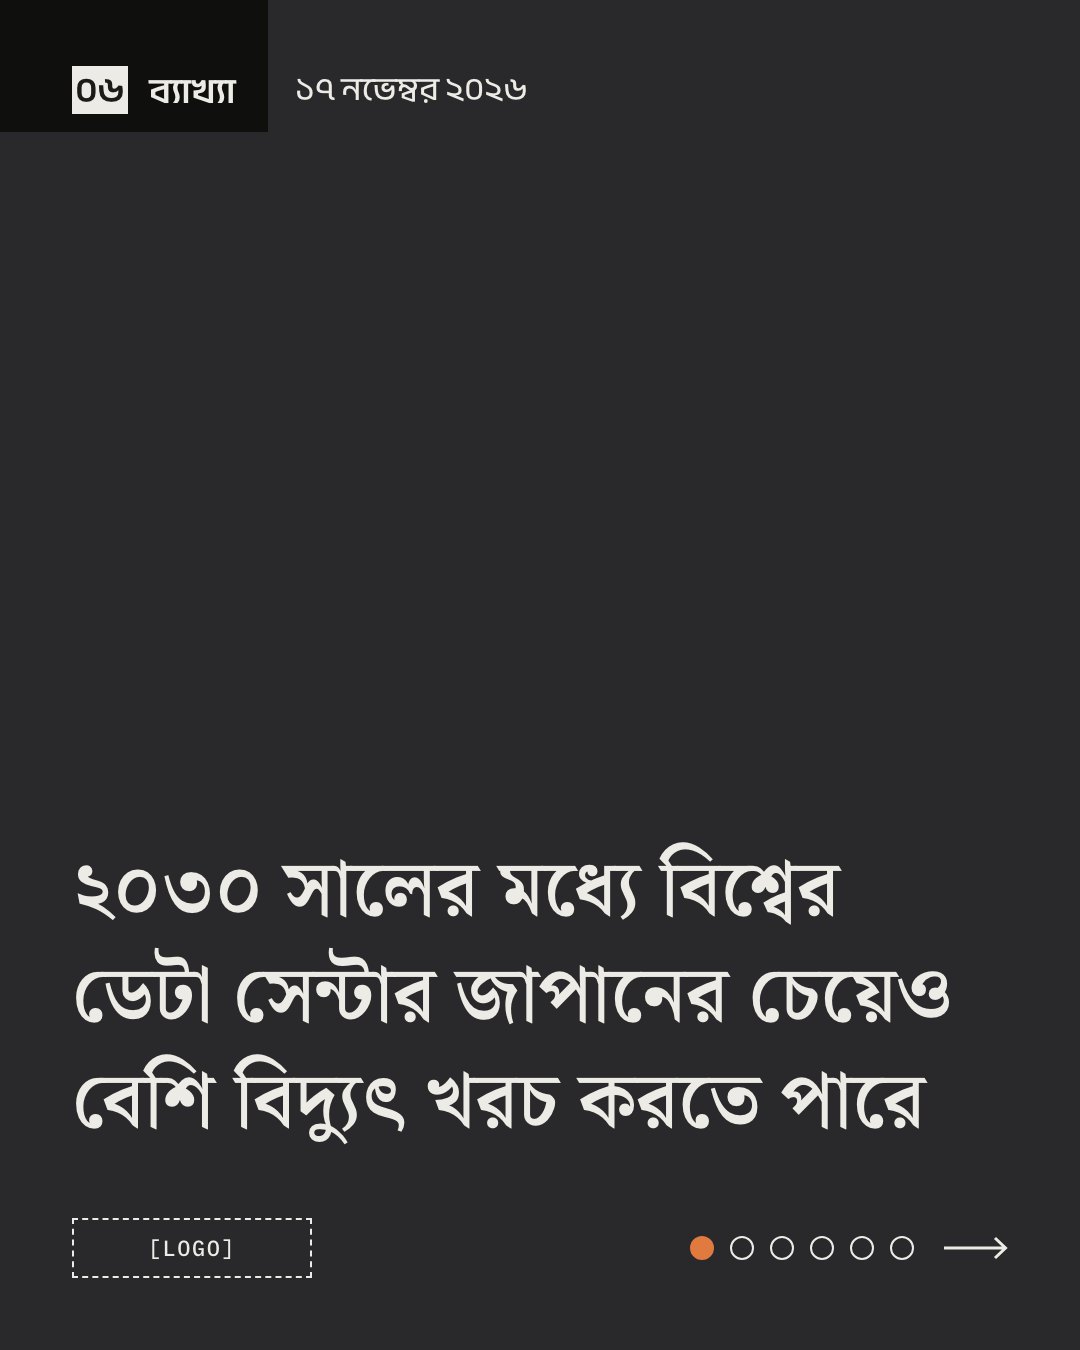 ০৬ ব্যাখ্যা ১৭ নভেম্বর ২০২৬
২০৩০ সালের মধ্যে বিশ্বের
ডেটা সেন্টার জাপানের চেয়েও
বেশি বিদ্যুৎ খরচ করতে পারে
[LOGO]